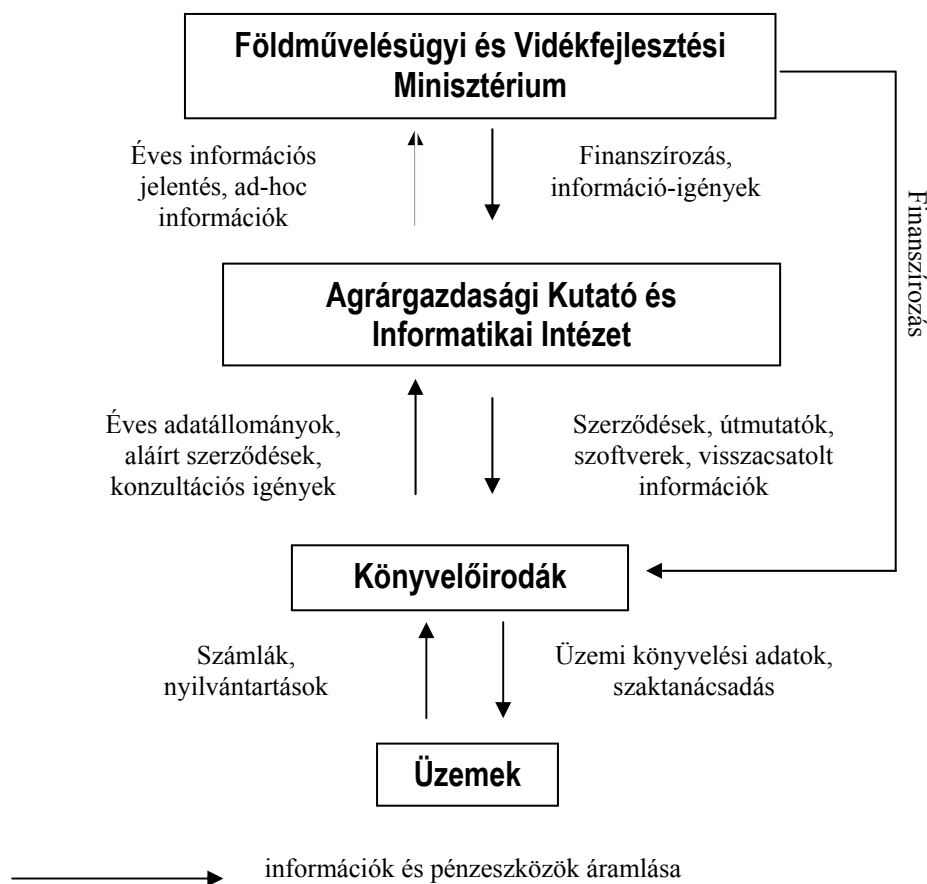 Földművelésügyi és Vidékfejlesztési
Minisztérium
Éves információs
jelentés, ad-hoc
információk
Finanszírozás,
információ-igények
Finanszírozás
Agrárgazdasági Kutató és
Informatikai Intézet
Éves adatállományok,
aláírt szerződések,
konzultációs igények
Szerződések, útmutatók,
szoftverek, visszacsatolt
információk
Könyvelőirodák
Számlák,
nyilvántartások
Üzemi könyvelési adatok,
szaktanácsadás
Üzemek
információk és pénzeszközök áramlása